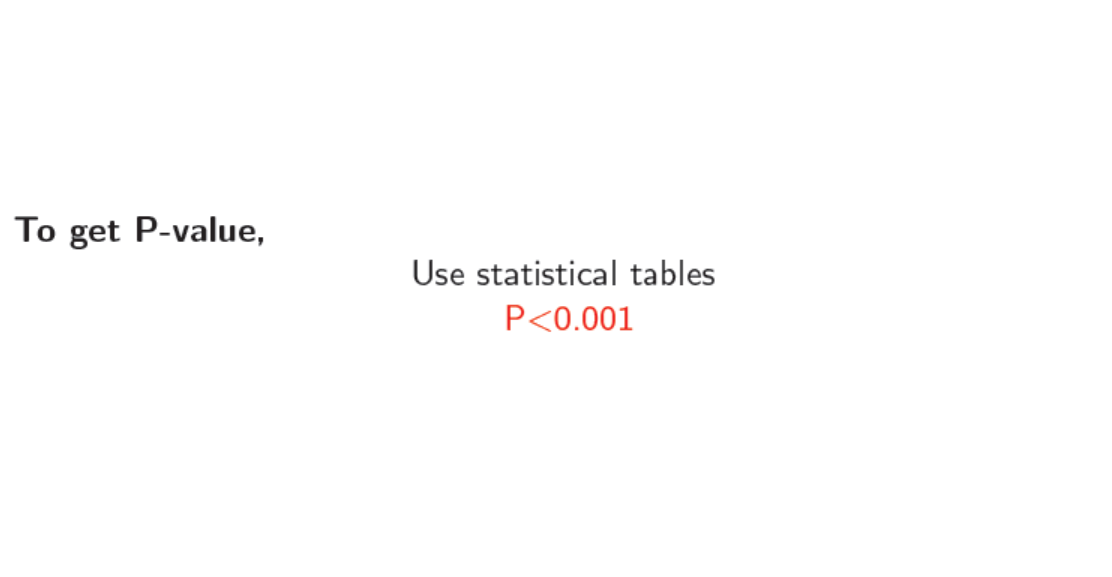 To get P-value,
Use statistical tables
P<0.001